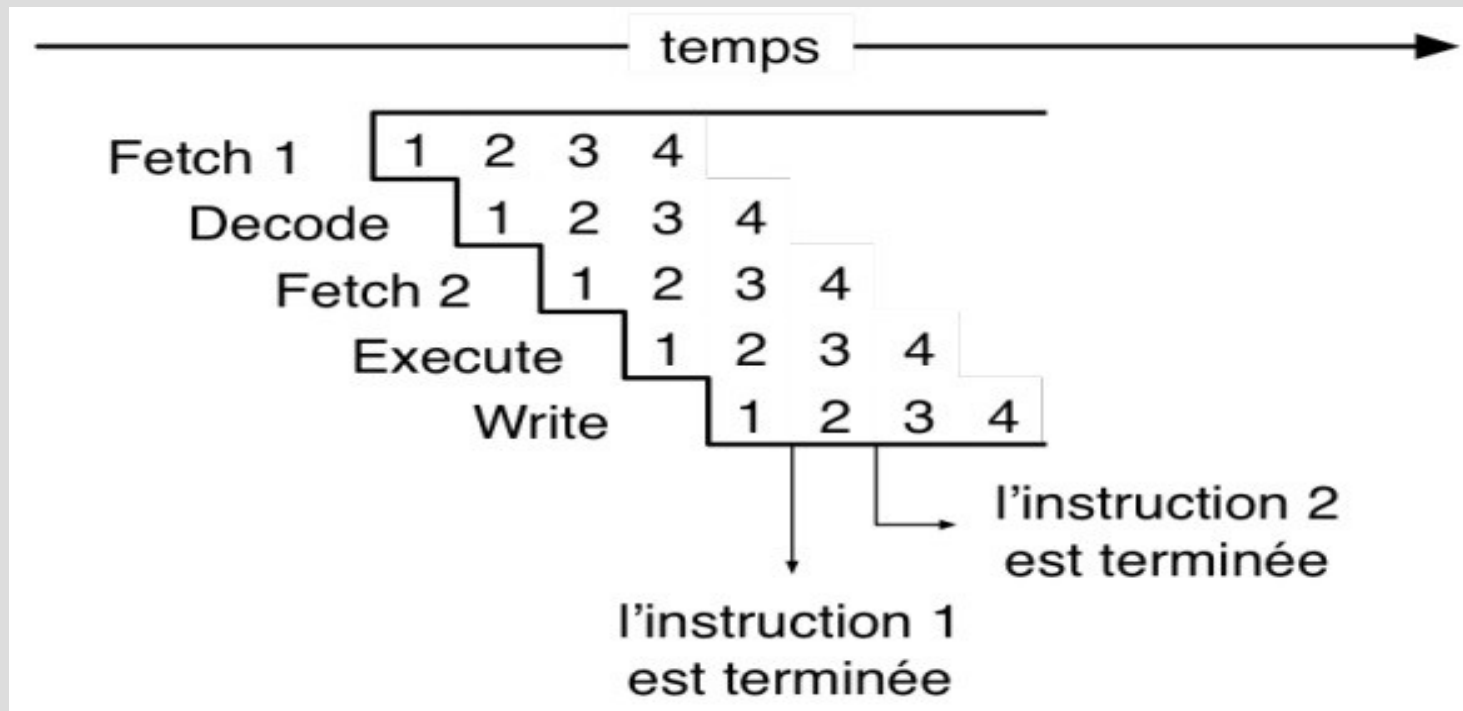 temps
Fetch 1 1 2 3 4
Decode 1 2 3 4
Fetch 2 1 2 3 4
Execute 1 2 3 4
Write 1 2 3 4
l'instruction 2
est terminée
l'instruction 1
est terminée